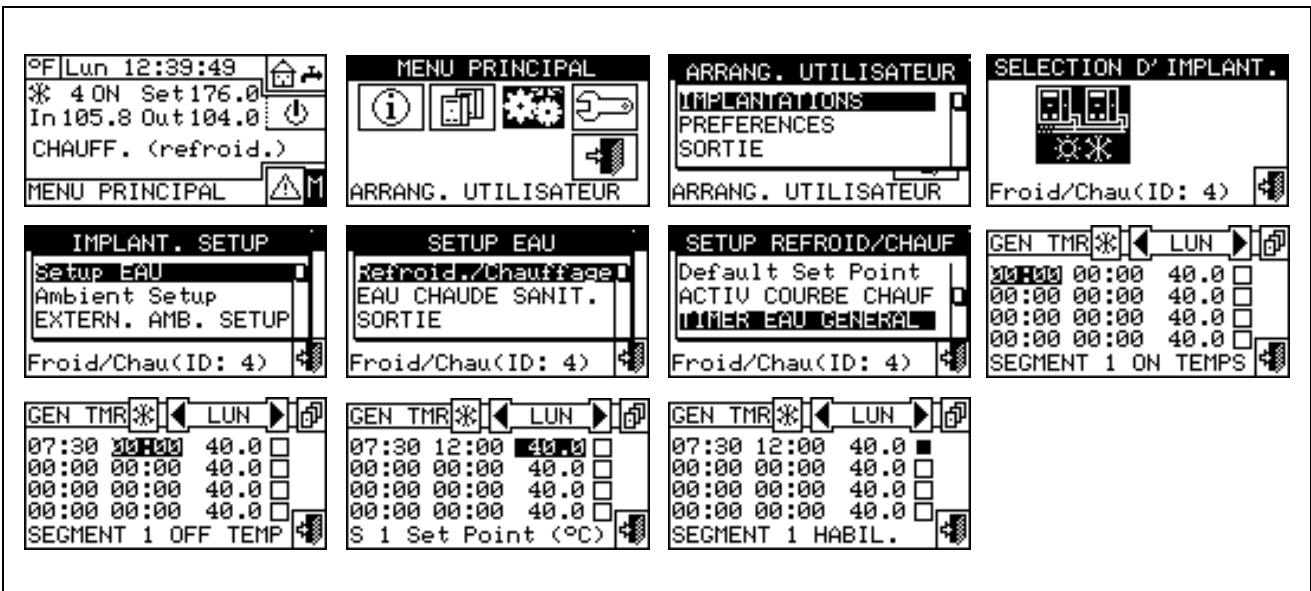 °F Lun 12:39:49
4 ON Set 176.0
In 105.8 Out 104.0
CHAUFF. (refroid.)
MENU PRINCIPAL M
MENU PRINCIPAL
ARRANG. UTILISATEUR
ARRANG. UTILISATEUR
IMPLANTATIONS
PREFERENCES
SORTIE
ARRANG. UTILISATEUR
SELECTION D'IMPLANT.
Froid/Chau(ID: 4)
IMPLANT. SETUP
Setup EAU
Ambient Setup
EXTERN. AMB. SETUP
Froid/Chau(ID: 4)
SETUP EAU
Refroid./Chauffage
EAU CHAUDE SANIT.
SORTIE
Froid/Chau(ID: 4)
SETUP REFROID/CHAUF
Default Set Point
ACTIV COURBE CHAUF
TIMER EAU GENERAL
Froid/Chau(ID: 4)
GEN TMR LUN
00:00 00:00 40.0
00:00 00:00 40.0
00:00 00:00 40.0
00:00 00:00 40.0
SEGMENT 1 ON TEMPS
GEN TMR LUN
07:30 00:00 40.0
00:00 00:00 40.0
00:00 00:00 40.0
00:00 00:00 40.0
SEGMENT 1 OFF TEMP
GEN TMR LUN
07:30 12:00 40.0
00:00 00:00 40.0
00:00 00:00 40.0
00:00 00:00 40.0
S 1 Set Point (°C)
GEN TMR LUN
07:30 12:00 40.0
00:00 00:00 40.0
00:00 00:00 40.0
00:00 00:00 40.0
SEGMENT 1 HABIL.